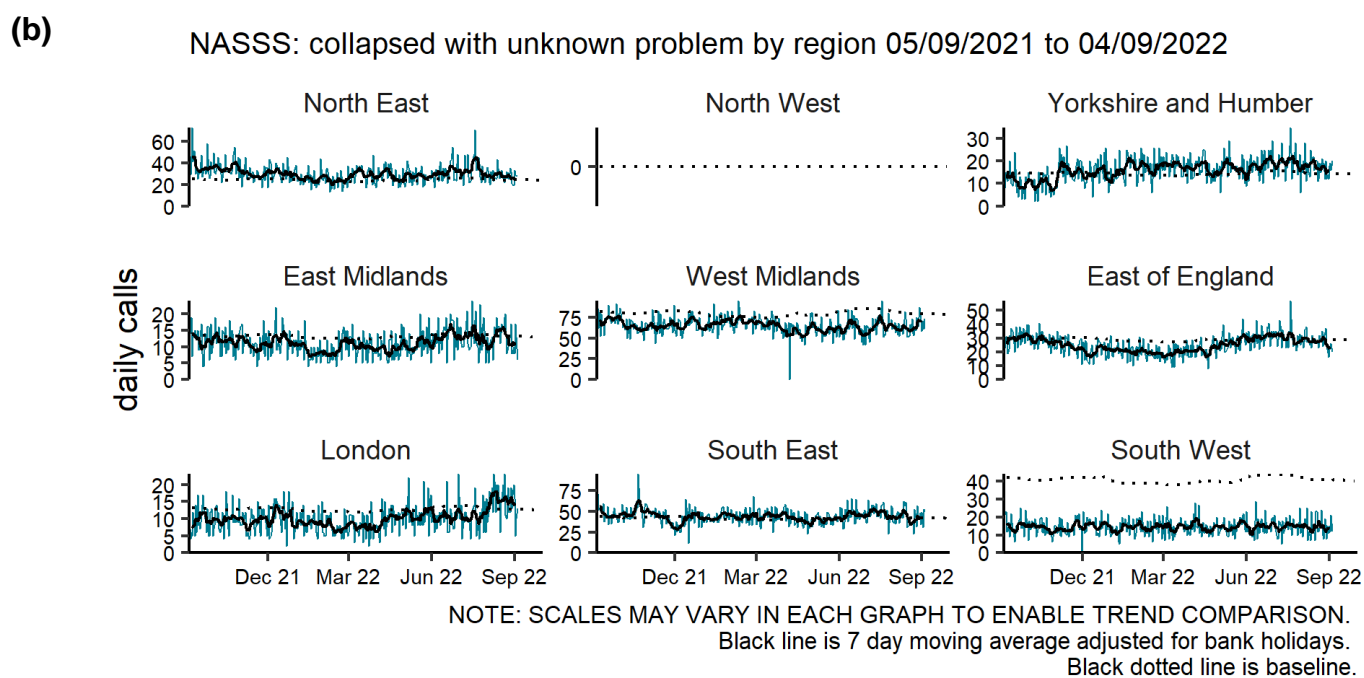 (b)
NASSS: collapsed with unknown problem by region 05/09/2021 to 04/09/2022
North East
North West
Yorkshire and Humber
60
40
20
0
0
30
20
10
0
daily calls
East Midlands
West Midlands
East of England
20
15
10
5
0
75
50
25
0
50
40
30
20
10
0
London
South East
South West
20
15
10
5
0
75
50
25
0
40
30
20
10
0
Dec 21 Mar 22 Jun 22 Sep 22
Dec 21 Mar 22 Jun 22 Sep 22
Dec 21 Mar 22 Jun 22 Sep 22
NOTE: SCALES MAY VARY IN EACH GRAPH TO ENABLE TREND COMPARISON.
Black line is 7 day moving average adjusted for bank holidays.
Black dotted line is baseline.